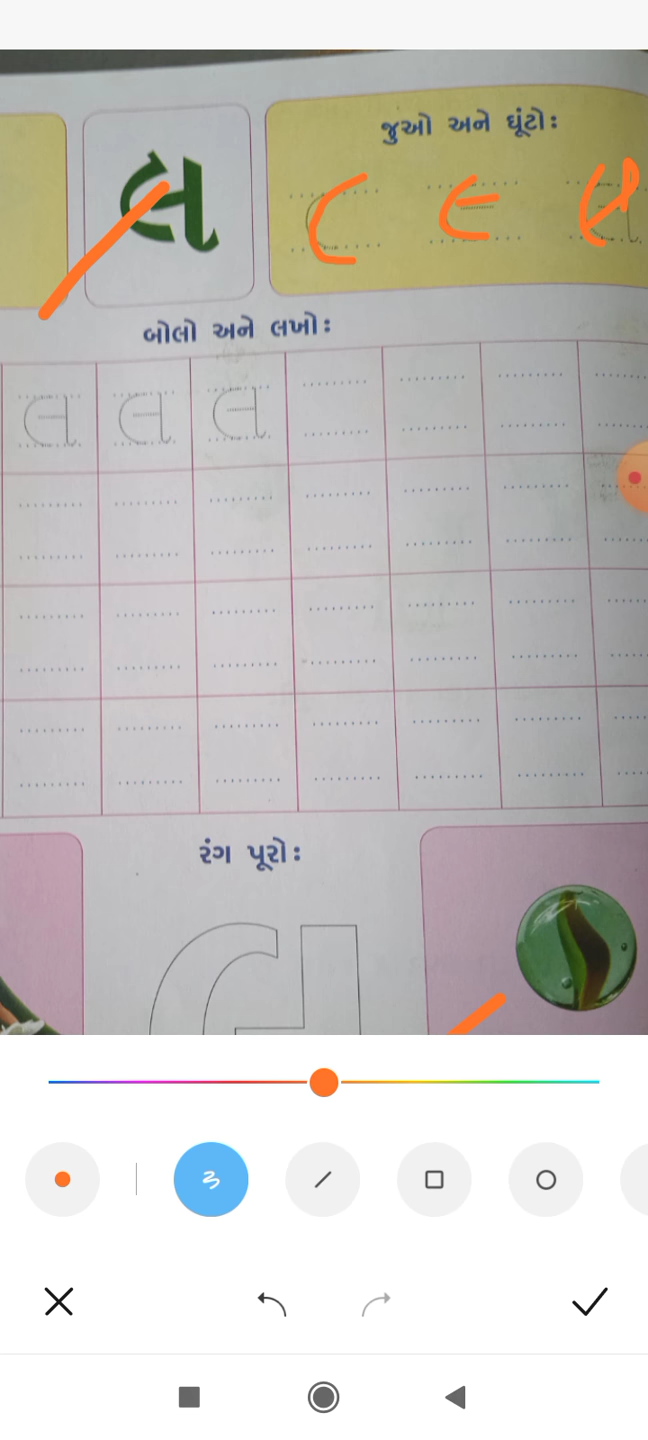 લ
જુઓ અને ઘૂંટો:
બોલો અને લખો:
લ લ લ
રંગ પૂરો:
લ